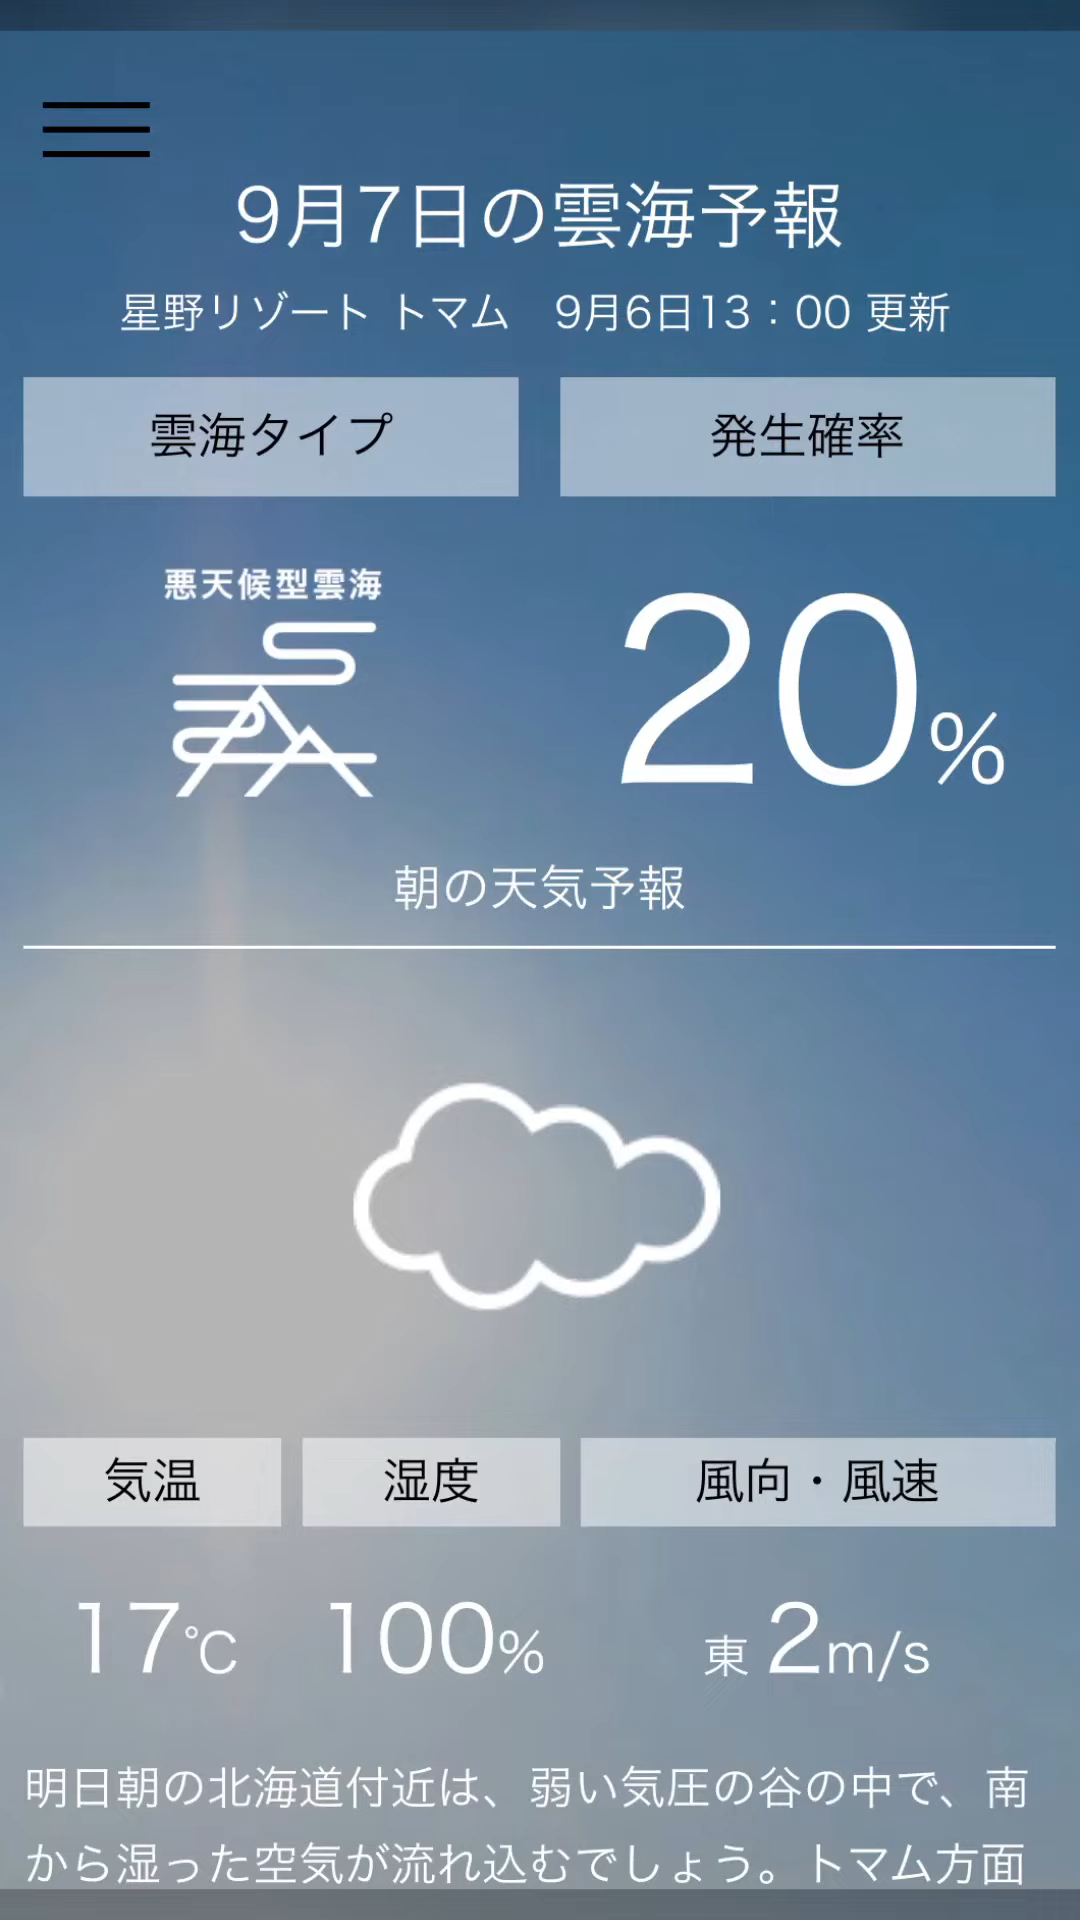 9月7日の雲海予報
星野リゾート トマム　9月6日13：00 更新
雲海タイプ
発生確率
悪天候型雲海
20%
朝の天気予報
気温
湿度
風向・風速
17℃
100%
東 2m/s
明日朝の北海道付近は、弱い気圧の谷の中で、南
から湿った空気が流れ込むでしょう。トマム方面